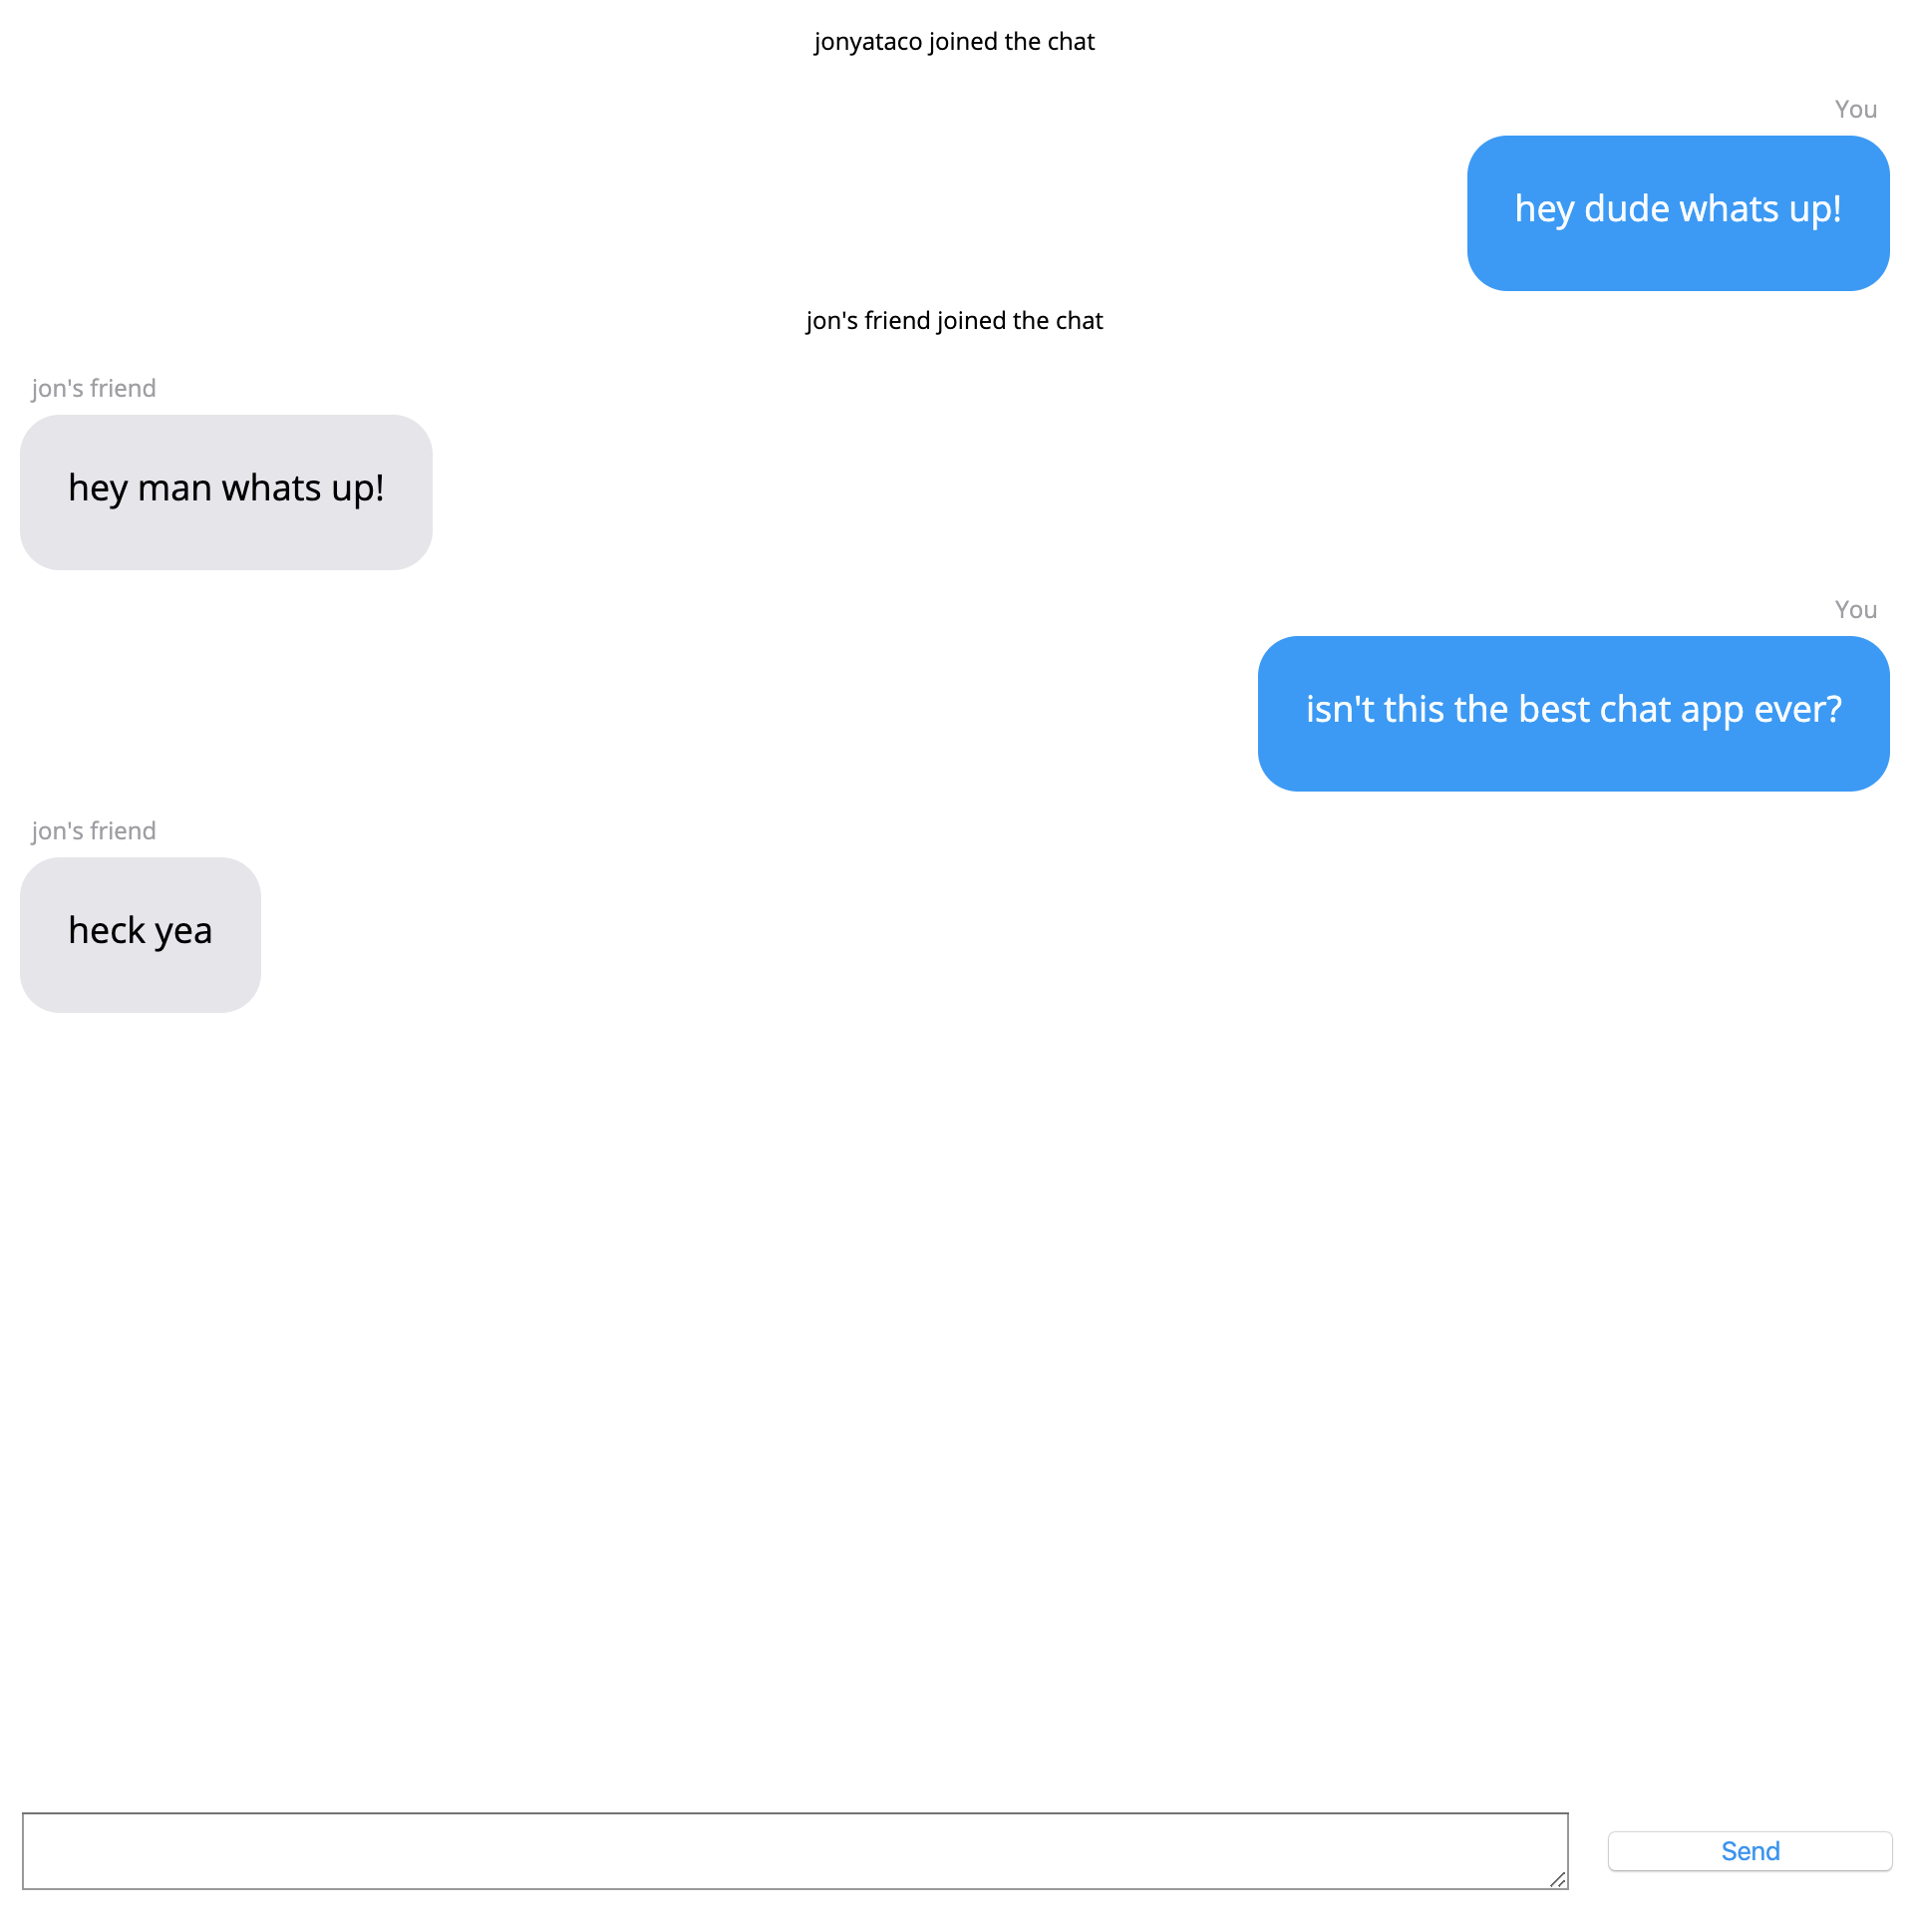 jonyataco joined the chat
You
hey dude whats up!
jon's friend joined the chat
jon's friend
hey man whats up!
You
isn't this the best chat app ever?
jon's friend
heck yea
Send